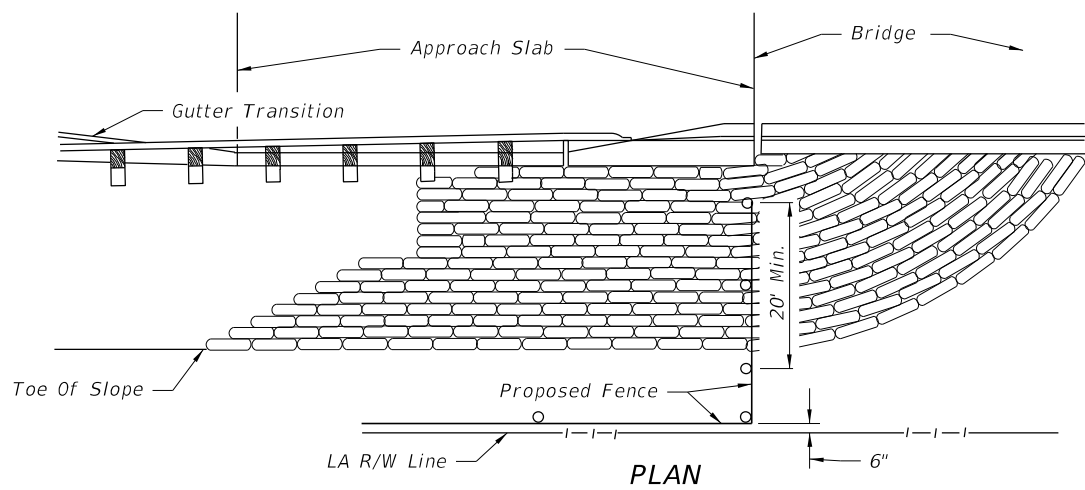 Bridge
Approach Slab
Gutter Transition
20' Min.
Toe Of Slope
Proposed Fence
LA R/W Line
6"
PLAN